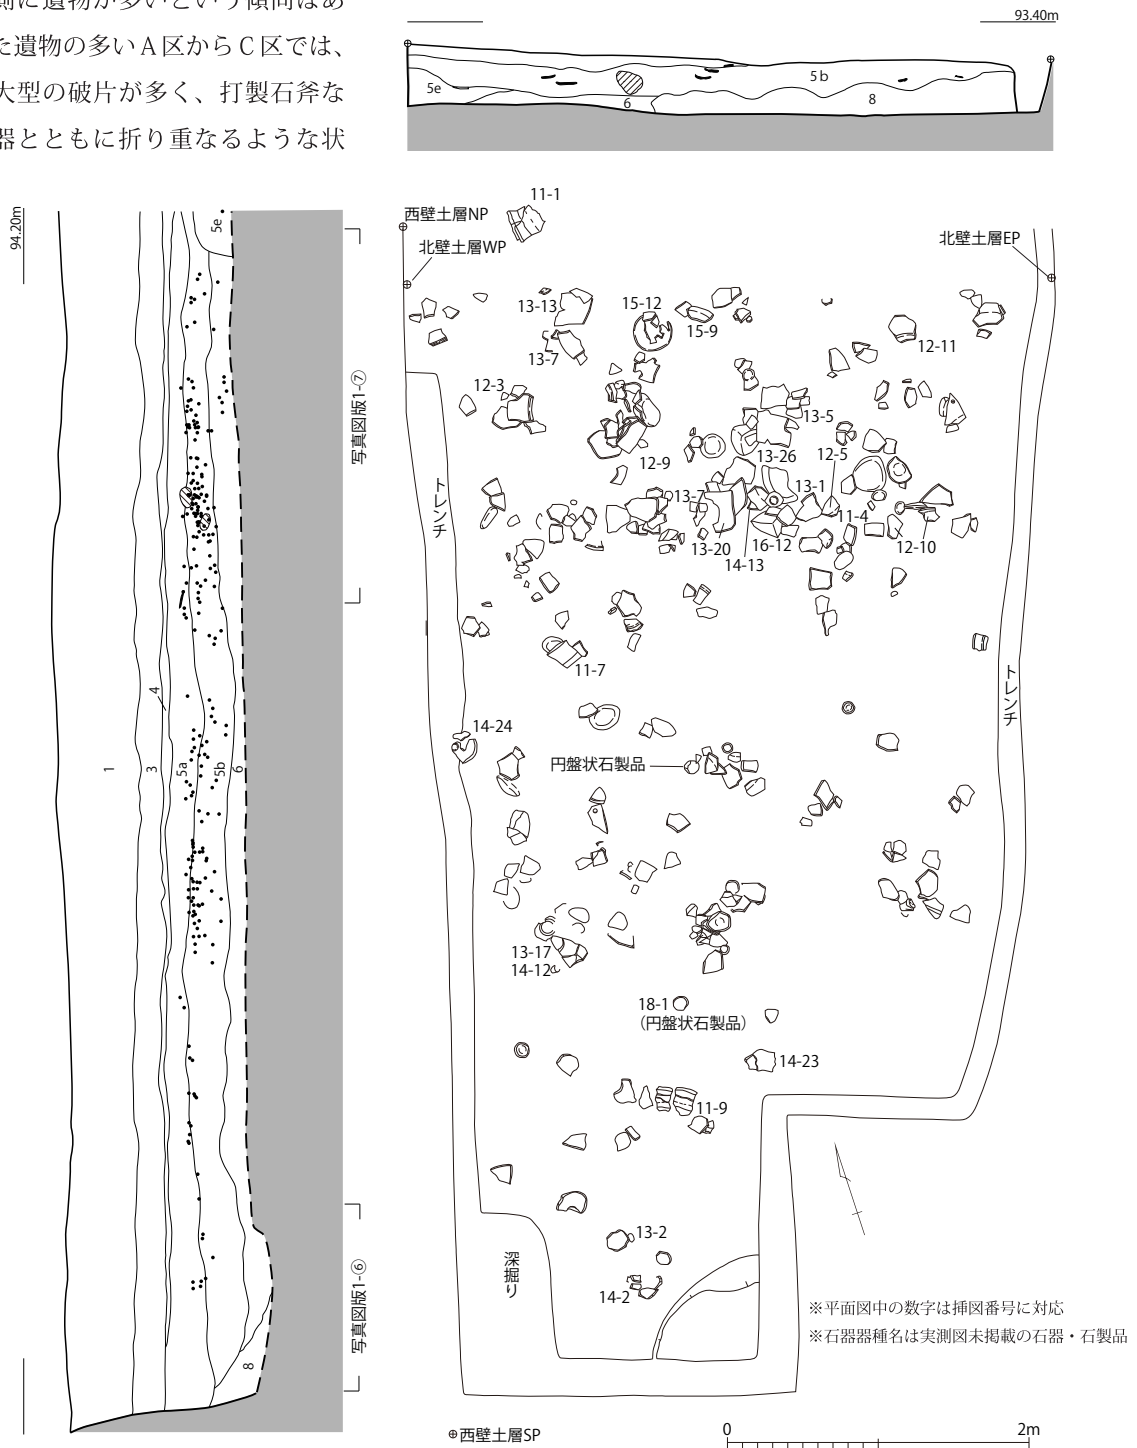 側に遺物が多いという傾向はあ
た遺物の多いA区からC区では、
大型の破片が多く、打製石斧な
器とともに折り重なるような状
93.40m
5e
6
5b
8
94.20m
5e
写真図版1-⑦
4
1
3
5a
5b
6
写真図版1-⑥
8
11-1
西壁土層NP
北壁土層WP
北壁土層EP
13-13
15-12
15-9
12-11
13-7
12-3
13-5
13-26
12-5
12-9
13-7
13-1
トレンチ
11-4
13-20
16-12
12-10
14-13
11-7
トレンチ
14-24
円盤状石製品
13-17
14-12
18-1
（円盤状石製品）
14-23
11-9
13-2
深掘り
14-2
※平面図中の数字は挿図番号に対応
※石器器種名は実測図未掲載の石器・石製品
西壁土層SP
0
2m